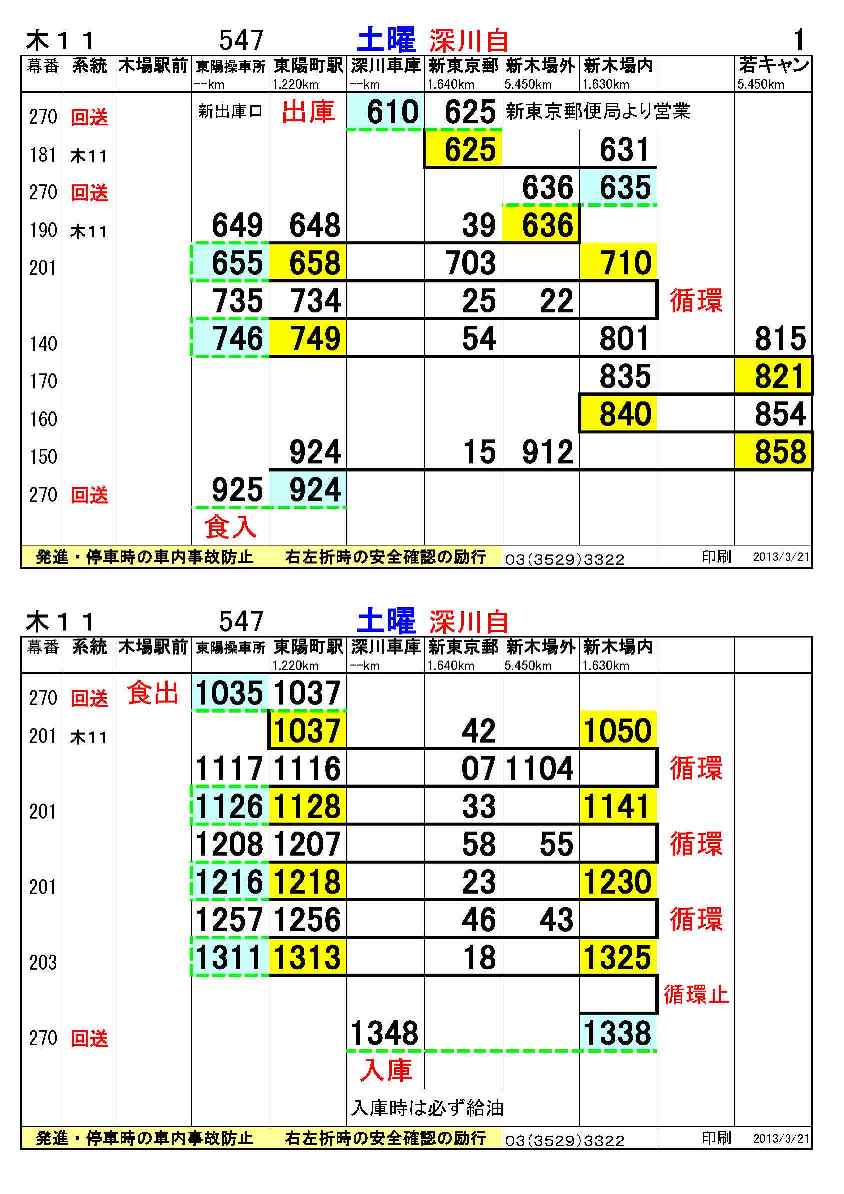 木１１ 547 土曜 深川自 1
幕番 系統 木場駅前 東陽操車所 東陽町駅 深川車庫 新東京郵 新木場外 新木場内 若キャン
--km 1.220km --km 1.640km 5.450km 1.630km 5.450km
270 回送 新出庫口 出庫 610 625 新東京郵便局より営業
181 木11 625 631
270 回送 636 635
190 木11 649 648 39 636
201 655 658 703 710
735 734 25 22 循環
140 746 749 54 801 815
170 835 821
160 840 854
150 924 15 912 858
270 回送 925 924
食入
発進・停車時の車内事故防止 右左折時の安全確認の励行 03(3529)3322 印刷 2013/3/21
木１１ 547 土曜 深川自
幕番 系統 木場駅前 東陽操車所 東陽町駅 深川車庫 新東京郵 新木場外 新木場内
1.220km --km 1.640km 5.450km 1.630km
270 回送 食出 1035 1037
201 木11 1037 42 1050
1117 1116 07 1104 循環
201 1126 1128 33 1141
1208 1207 58 55 循環
201 1216 1218 23 1230
1257 1256 46 43 循環
203 1311 1313 18 1325
循環止
270 回送 1348 1338
入庫
入庫時は必ず給油
発進・停車時の車内事故防止 右左折時の安全確認の励行 03(3529)3322 印刷 2013/3/21